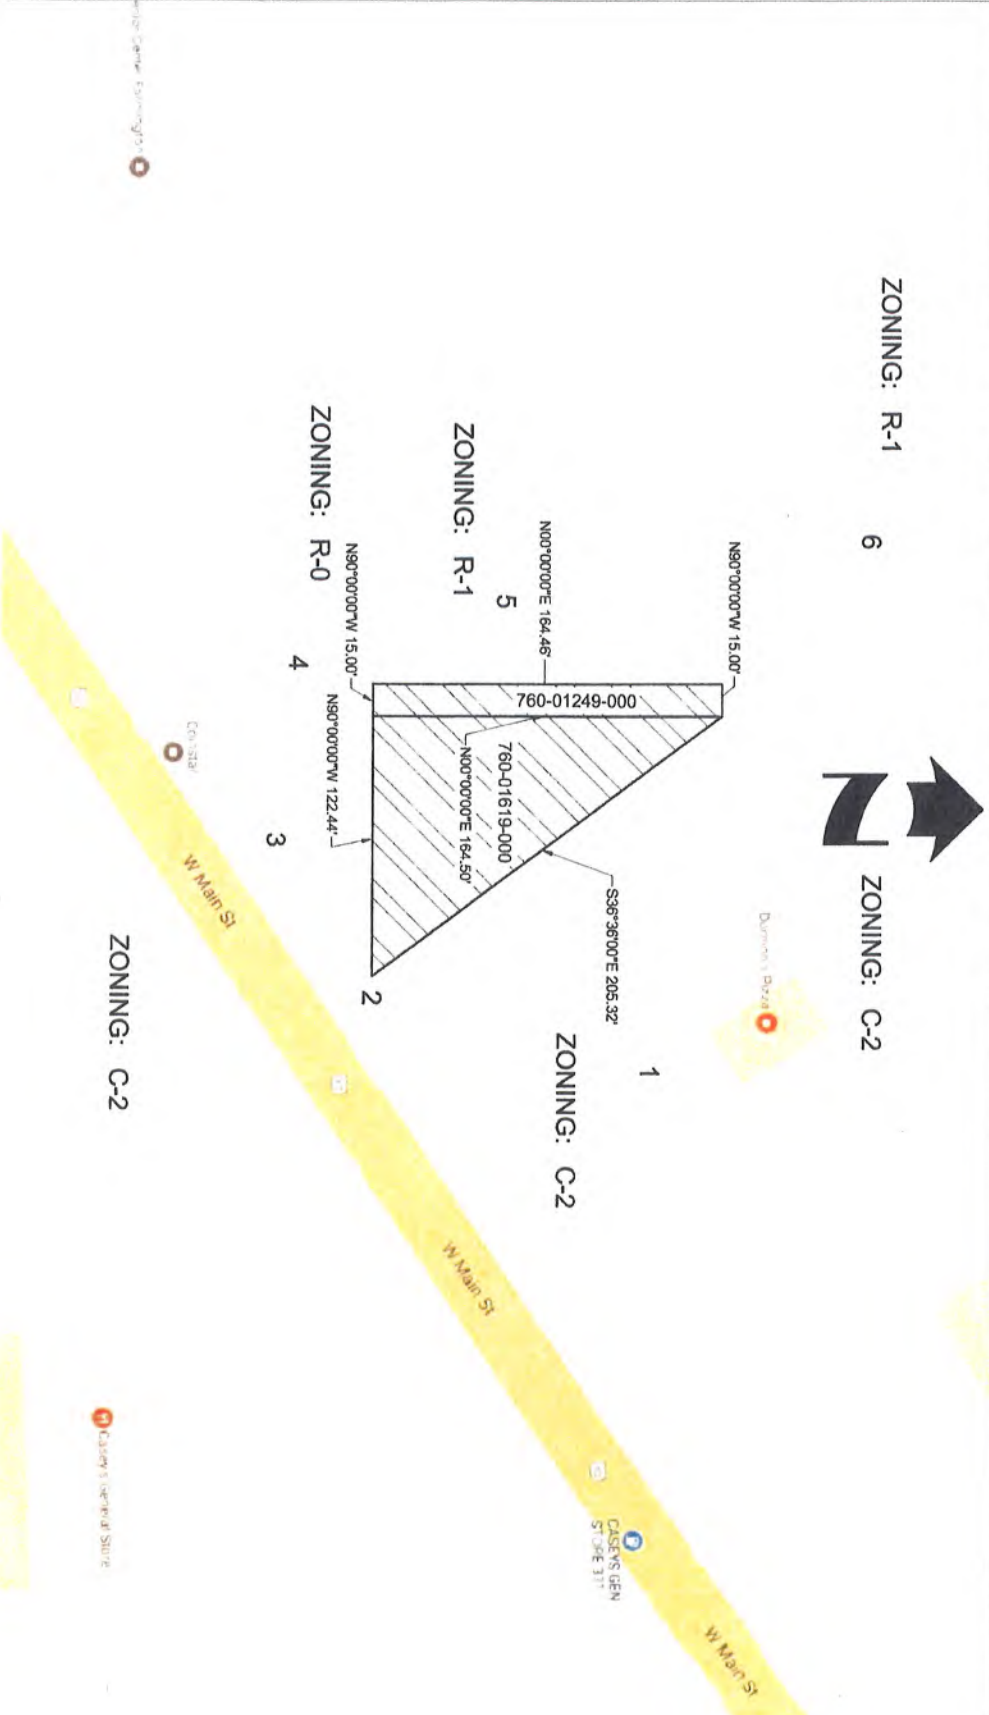 ZONING: R-1
6
ZONING: C-2
N90°00'00"W 15.00'
1
ZONING: C-2
N00°00'00"E 164.46'
5
ZONING: R-1
760-01249-000
760-01619-000
N00°00'00"E 164.50'
S36°36'00"E 205.32'
2
ZONING: R-0
N90°00'00"W 15.00'
4
N90°00'00"W 122.44'
3
ZONING: C-2
W Main St
W Main St
W Main St
CASEYS GEN
Casey's General Store